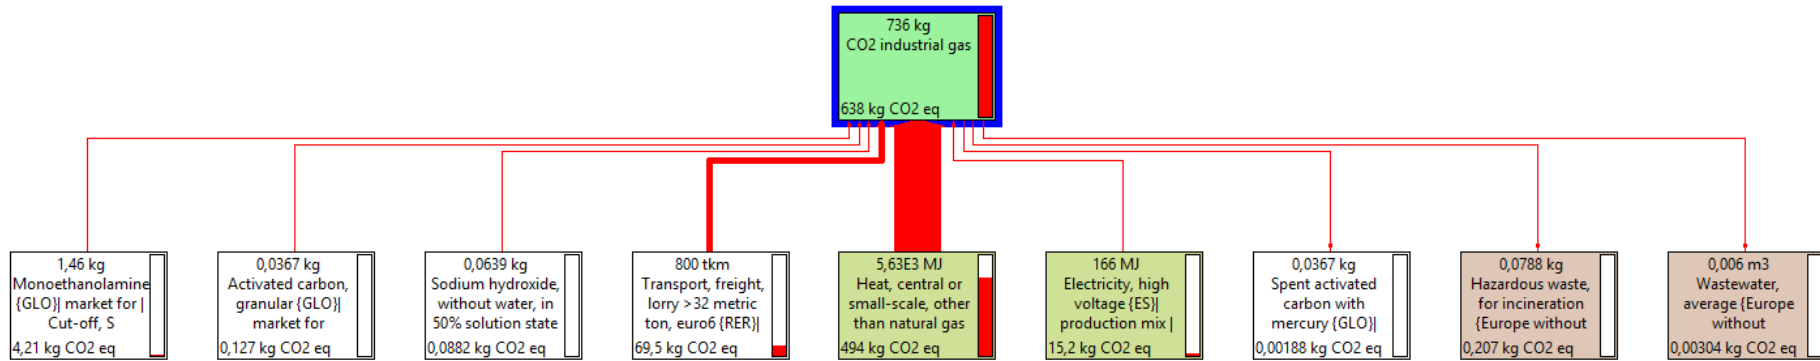 736 kg
CO2 industrial gas
638 kg CO2 eq
1,46 kg
Monoethanolamine
{GLO}| market for |
Cut-off, S
4,21 kg CO2 eq
0,0367 kg
Activated carbon,
granular {GLO}|
market for
0,127 kg CO2 eq
0,0639 kg
Sodium hydroxide,
without water, in
50% solution state
0,0882 kg CO2 eq
800 tkm
Transport, freight,
lorry >32 metric
ton, euro6 {RER}|
69,5 kg CO2 eq
5,63E3 MJ
Heat, central or
small-scale, other
than natural gas
494 kg CO2 eq
166 MJ
Electricity, high
voltage {ES}|
production mix |
15,2 kg CO2 eq
0,0367 kg
Spent activated
carbon with
mercury {GLO}|
0,00188 kg CO2 eq
0,0788 kg
Hazardous waste,
for incineration
{Europe without
0,207 kg CO2 eq
0,006 m3
Wastewater,
average {Europe
without
0,00304 kg CO2 eq